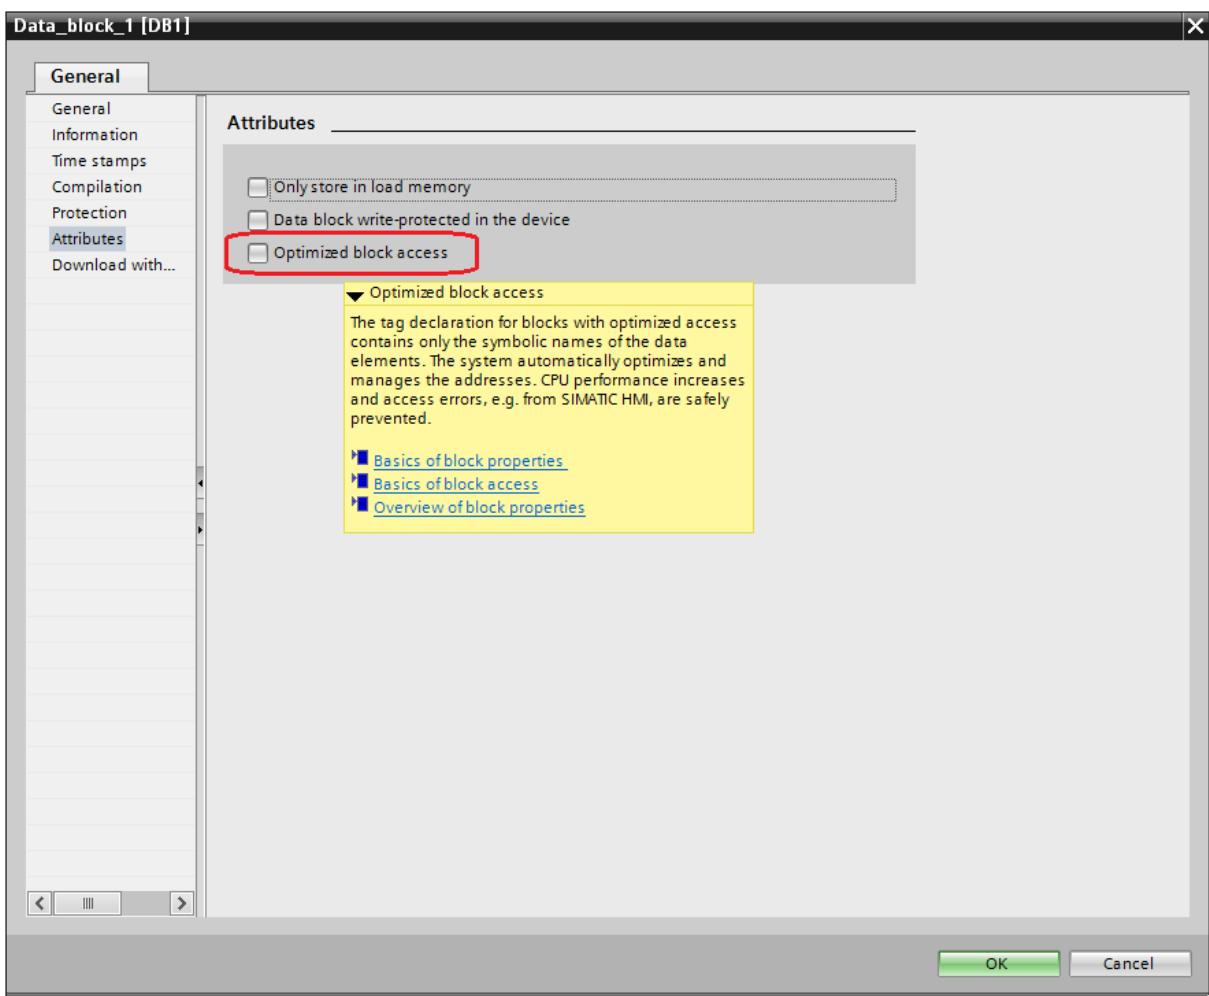 Data_block_1 [DB1]
General
General
Information
Time stamps
Compilation
Protection
Attributes
Download with...
Attributes
Only store in load memory
Data block write-protected in the device
Optimized block access
Optimized block access
The tag declaration for blocks with optimized access
contains only the symbolic names of the data
elements. The system automatically optimizes and
manages the addresses. CPU performance increases
and access errors, e.g. from SIMATIC HMI, are safely
prevented.
Basics of block properties
Basics of block access
Overview of block properties
OK
Cancel